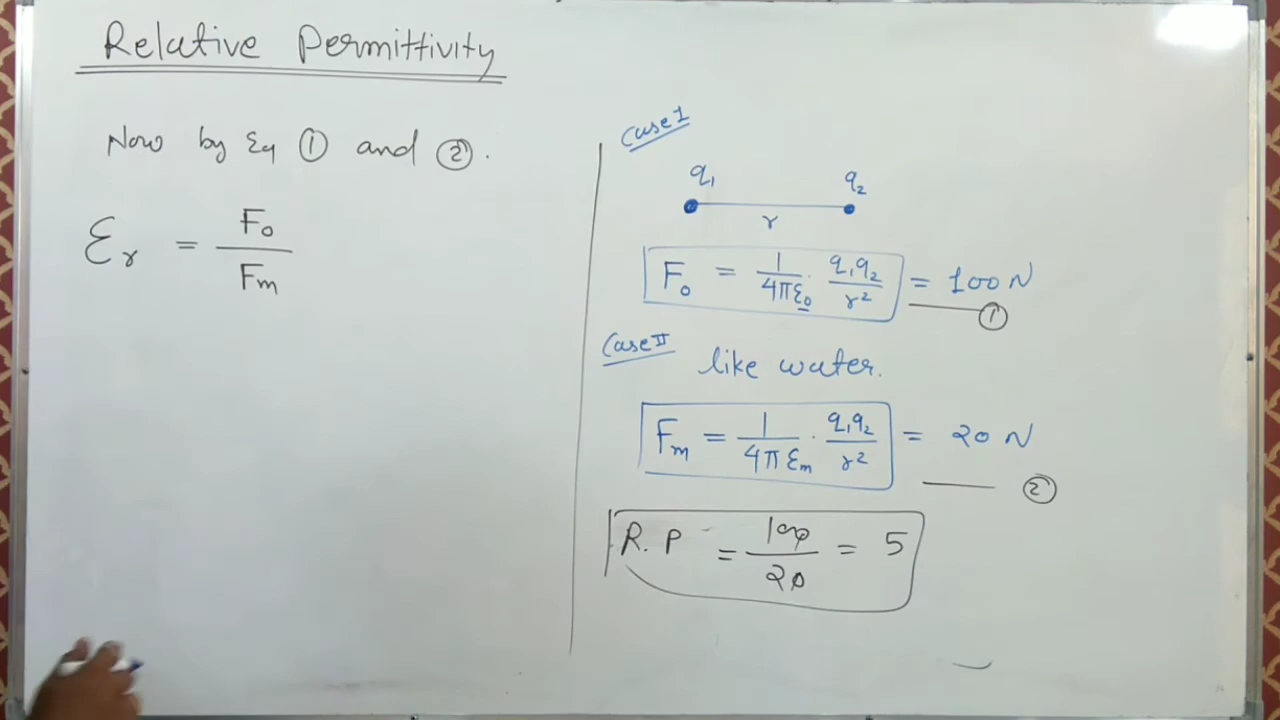 Relative Permittivity
Now by Eq ① and ②.
εr = F₀/Fm
Case I
q₁ q₂
r
F₀ = 1/4πε₀ · q₁q₂/r² = 100 N
①
Case II like water.
Fm = 1/4πεm · q₁q₂/r² = 20 N
②
R.P = 100/20 = 5